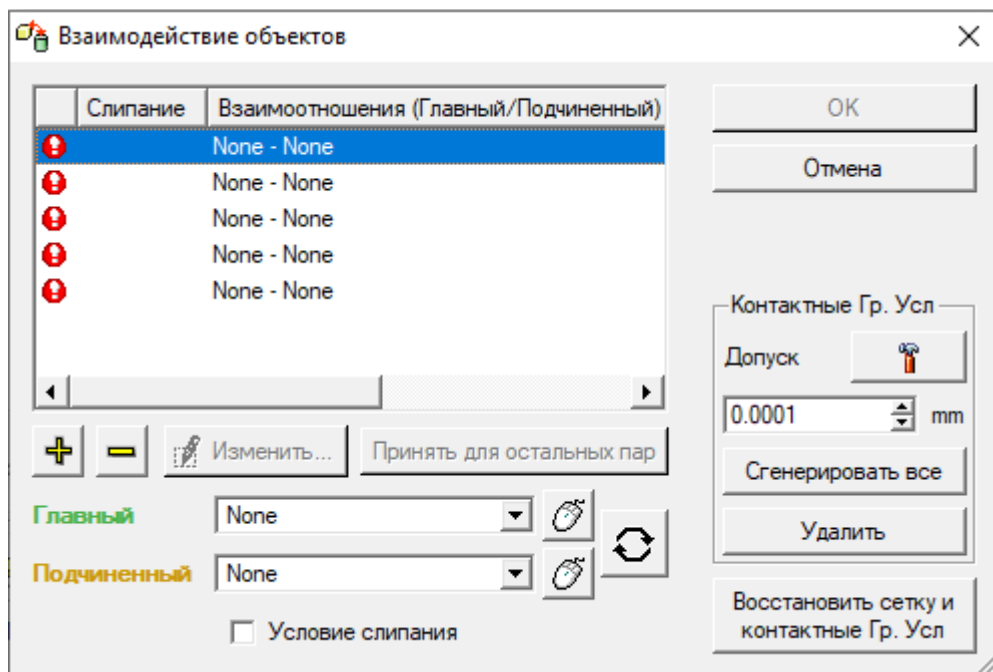 Взаимодействие объектов
Слипание Взаимоотношения (Главный/Подчиненный)
None - None
None - None
None - None
None - None
None - None
OK
Отмена
Контактные Гр. Усл
Допуск
0.0001 mm
Сгенерировать все
Удалить
Восстановить сетку и
контактные Гр. Усл
Изменить... Принять для остальных пар
Главный None
Подчиненный None
Условие слипания